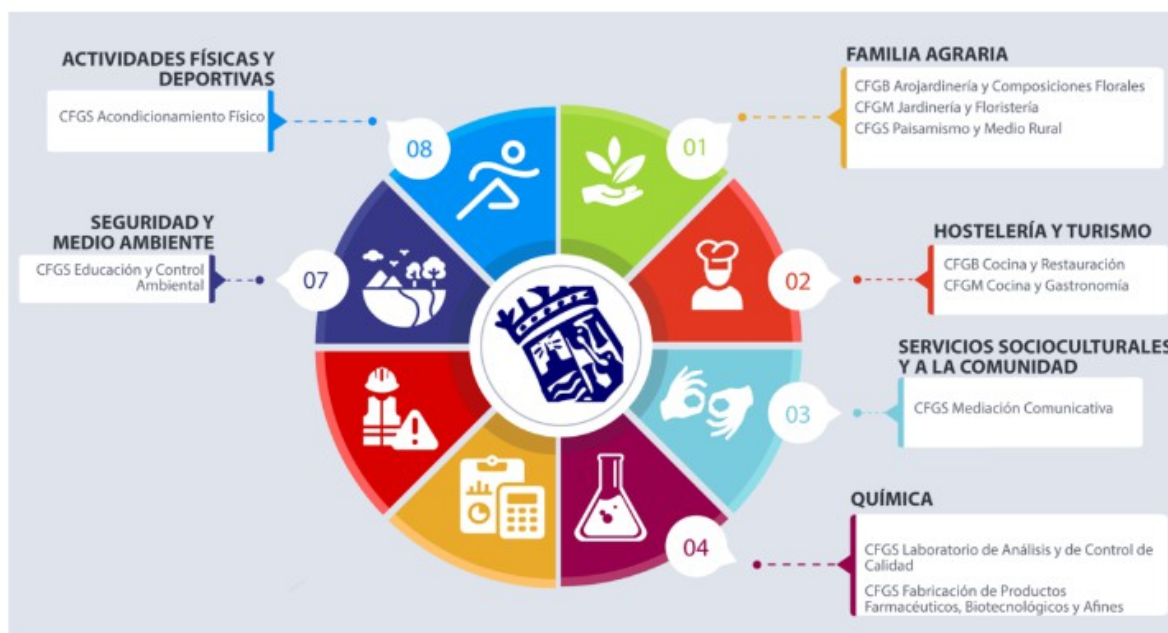 ACTIVIDADES FÍSICAS Y
DEPORTIVAS
CFGS Acondicionamiento Físico
08
FAMILIA AGRARIA
CFGB Arojardinería y Composiciones Florales
CFGM Jardinería y Floristería
CFGS Paisamismo y Medio Rural
01
SEGURIDAD Y
MEDIO AMBIENTE
CFGS Educación y Control
Ambiental
07
HOSTELERÍA Y TURISMO
CFGB Cocina y Restauración
CFGM Cocina y Gastronomía
02
SERVICIOS SOCIOCULTURALES
Y A LA COMUNIDAD
CFGS Mediación Comunicativa
03
QUÍMICA
CFGS Laboratorio de Análisis y de Control de
Calidad
CFGS Fabricación de Productos
Farmacéuticos, Biotecnológicos y Afines
04